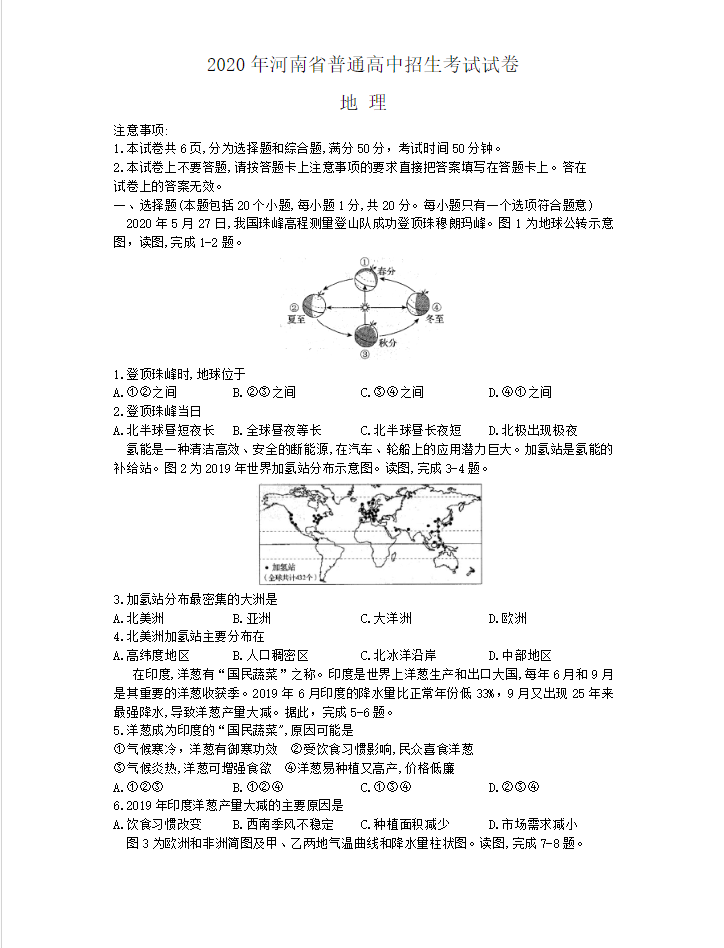 2020年河南省普通高中招生考试试卷
地 理
注意事项:
1.本试卷共6页,分为选择题和综合题,满分50分，考试时间50分钟。
2.本试卷上不要答题,请按答题卡上注意事项的要求直接把答案填写在答题卡上。答在
试卷上的答案无效。
一、选择题(本题包括20个小题,每小题1分,共20分。每小题只有一个选项符合题意)
2020年5月27日,我国珠峰高程测量登山队成功登顶珠穆朗玛峰。图1为地球公转示意
图，读图,完成1-2题。
①
春分
②
夏至
④
冬至
秋分
③
1.登顶珠峰时,地球位于
A.①②之间 B.②③之间 C.③④之间 D.④①之间
2.登顶珠峰当日
A.北半球昼短夜长 B.全球昼夜等长 C.北半球昼长夜短 D.北极出现极夜
氢能是一种清洁高效、安全的断能源,在汽车、轮船上的应用潜力巨大。加氢站是氢能的
补给站。图2为2019年世界加氢站分布示意图。读图,完成3-4题。
• 加氢站
(全球共计432个)
3.加氢站分布最密集的大洲是
A.北美洲 B.亚洲 C.大洋洲 D.欧洲
4.北美洲加氢站主要分布在
A.高纬度地区 B.人口稠密区 C.北冰洋沿岸 D.中部地区
在印度,洋葱有“国民蔬菜”之称。印度是世界上洋葱生产和出口大国,每年6月和9月
是其重要的洋葱收获季。2019年6月印度的降水量比正常年份低33%，9月又出现25年来
最强降水,导致洋葱产量大减。据此，完成5-6题。
5.洋葱成为印度的“国民蔬菜",原因可能是
①气候寒冷，洋葱有御寒功效 ②受饮食习惯影响,民众喜食洋葱
③气候炎热,洋葱可增强食欲 ④洋葱易种植又高产,价格低廉
A.①②③ B.①②④ C.①③④ D.②③④
6.2019年印度洋葱产量大减的主要原因是
A.饮食习惯改变 B.西南季风不稳定 C.种植面积减少 D.市场需求减小
图3为欧洲和非洲简图及甲、乙两地气温曲线和降水量柱状图。读图,完成7-8题。